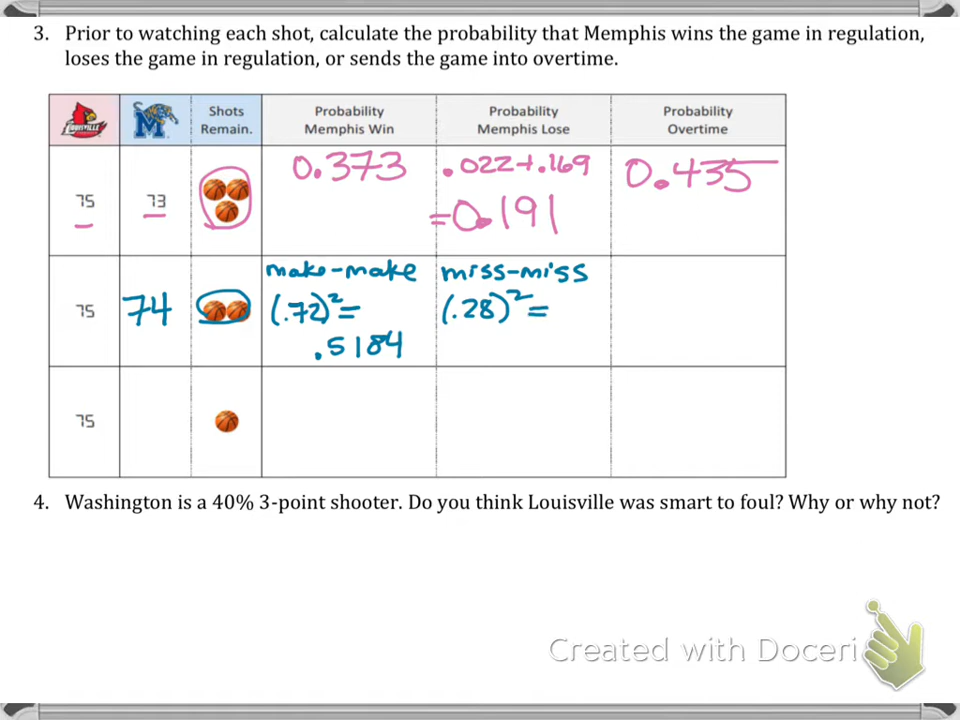 3. Prior to watching each shot, calculate the probability that Memphis wins the game in regulation,
loses the game in regulation, or sends the game into overtime.
LOUISVILLE M Shots Remain. Probability Memphis Win Probability Memphis Lose Probability Overtime
75 73 0.373 .022+.169 =0.191 0.435
75 74 make-make (.72)²= .5184 miss-miss (.28)²=
75
4. Washington is a 40% 3-point shooter. Do you think Louisville was smart to foul? Why or why not?
Created with Doceri